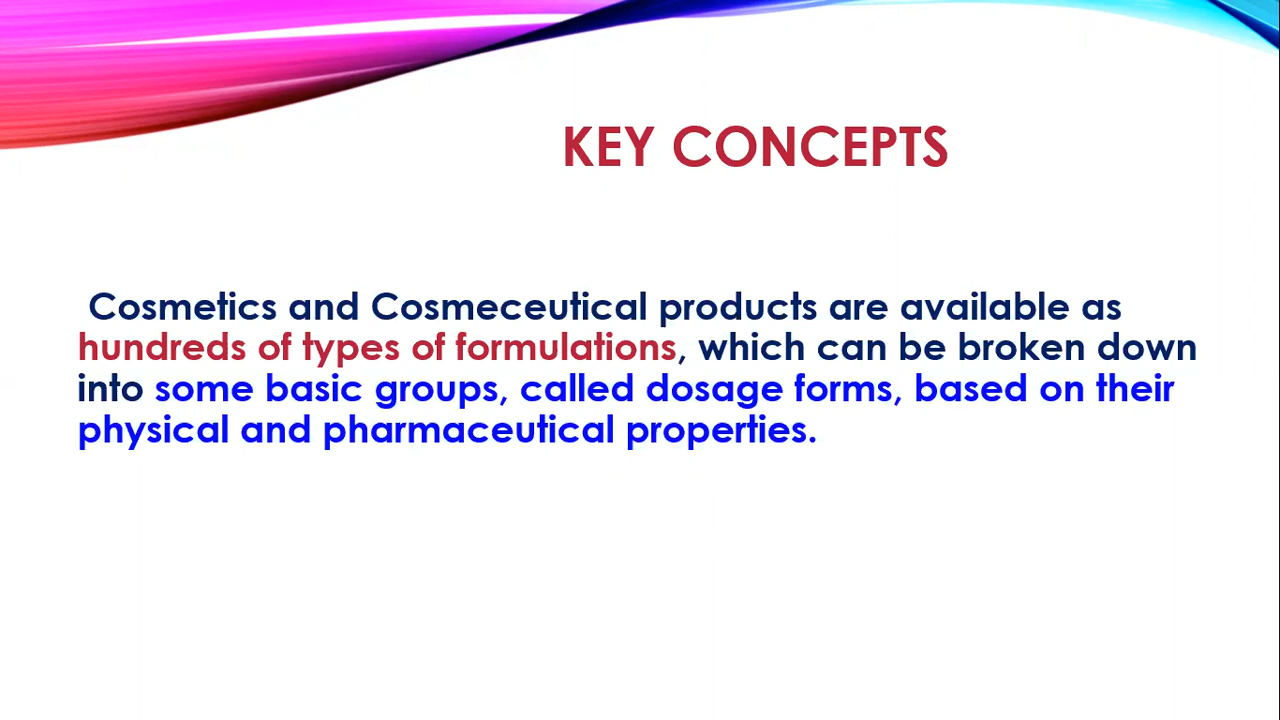 KEY CONCEPTS
Cosmetics and Cosmeceutical products are available as
hundreds of types of formulations, which can be broken down
into some basic groups, called dosage forms, based on their
physical and pharmaceutical properties.